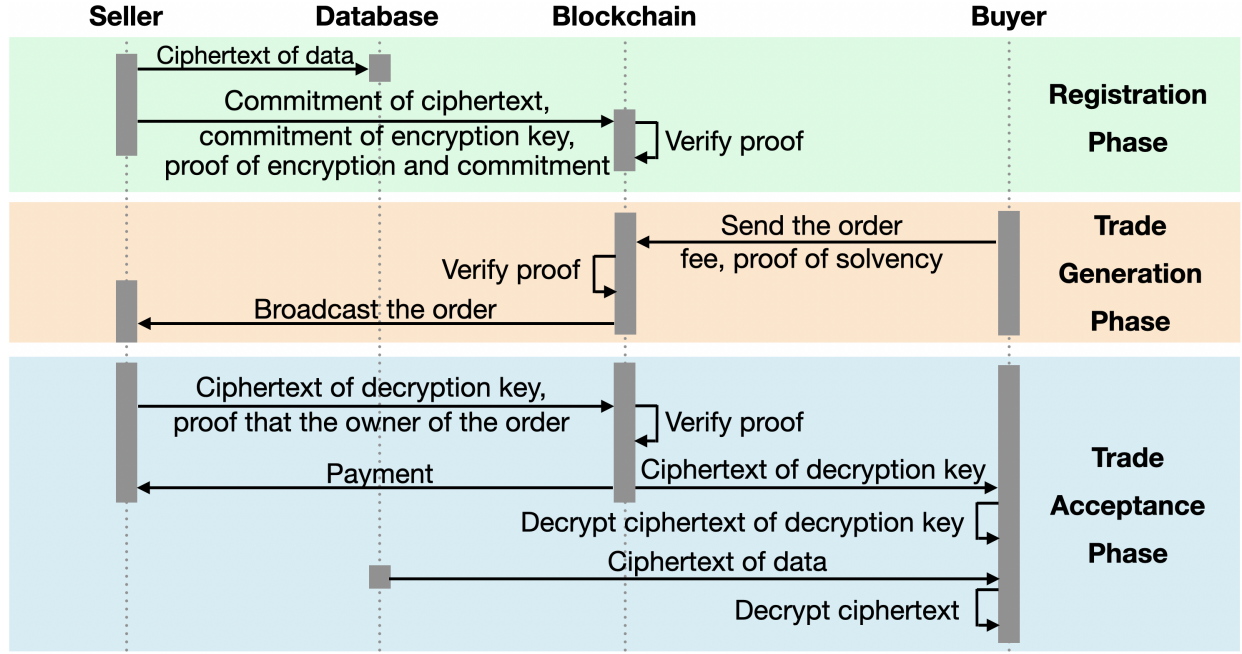 Seller Database Blockchain Buyer
Ciphertext of data
Commitment of ciphertext,
commitment of encryption key,
proof of encryption and commitment
Verify proof
Registration
Phase
Send the order
fee, proof of solvency
Verify proof
Broadcast the order
Trade
Generation
Phase
Ciphertext of decryption key,
proof that the owner of the order
Verify proof
Payment
Ciphertext of decryption key
Decrypt ciphertext of decryption key
Ciphertext of data
Decrypt ciphertext
Trade
Acceptance
Phase